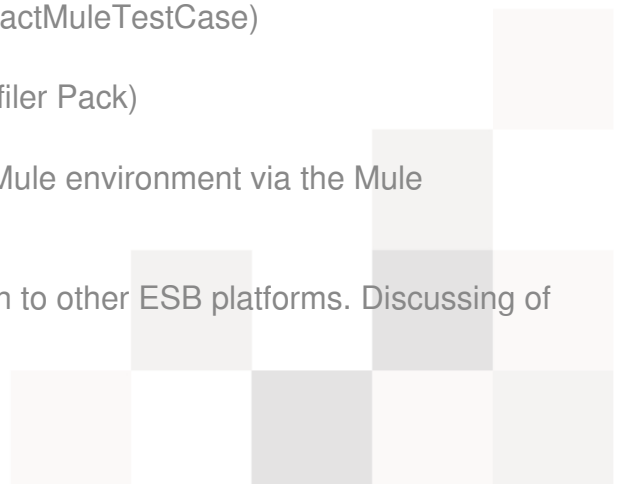 actMuleTestCase)
filer Pack)
Mule environment via the Mule
n to other ESB platforms. Discussing of